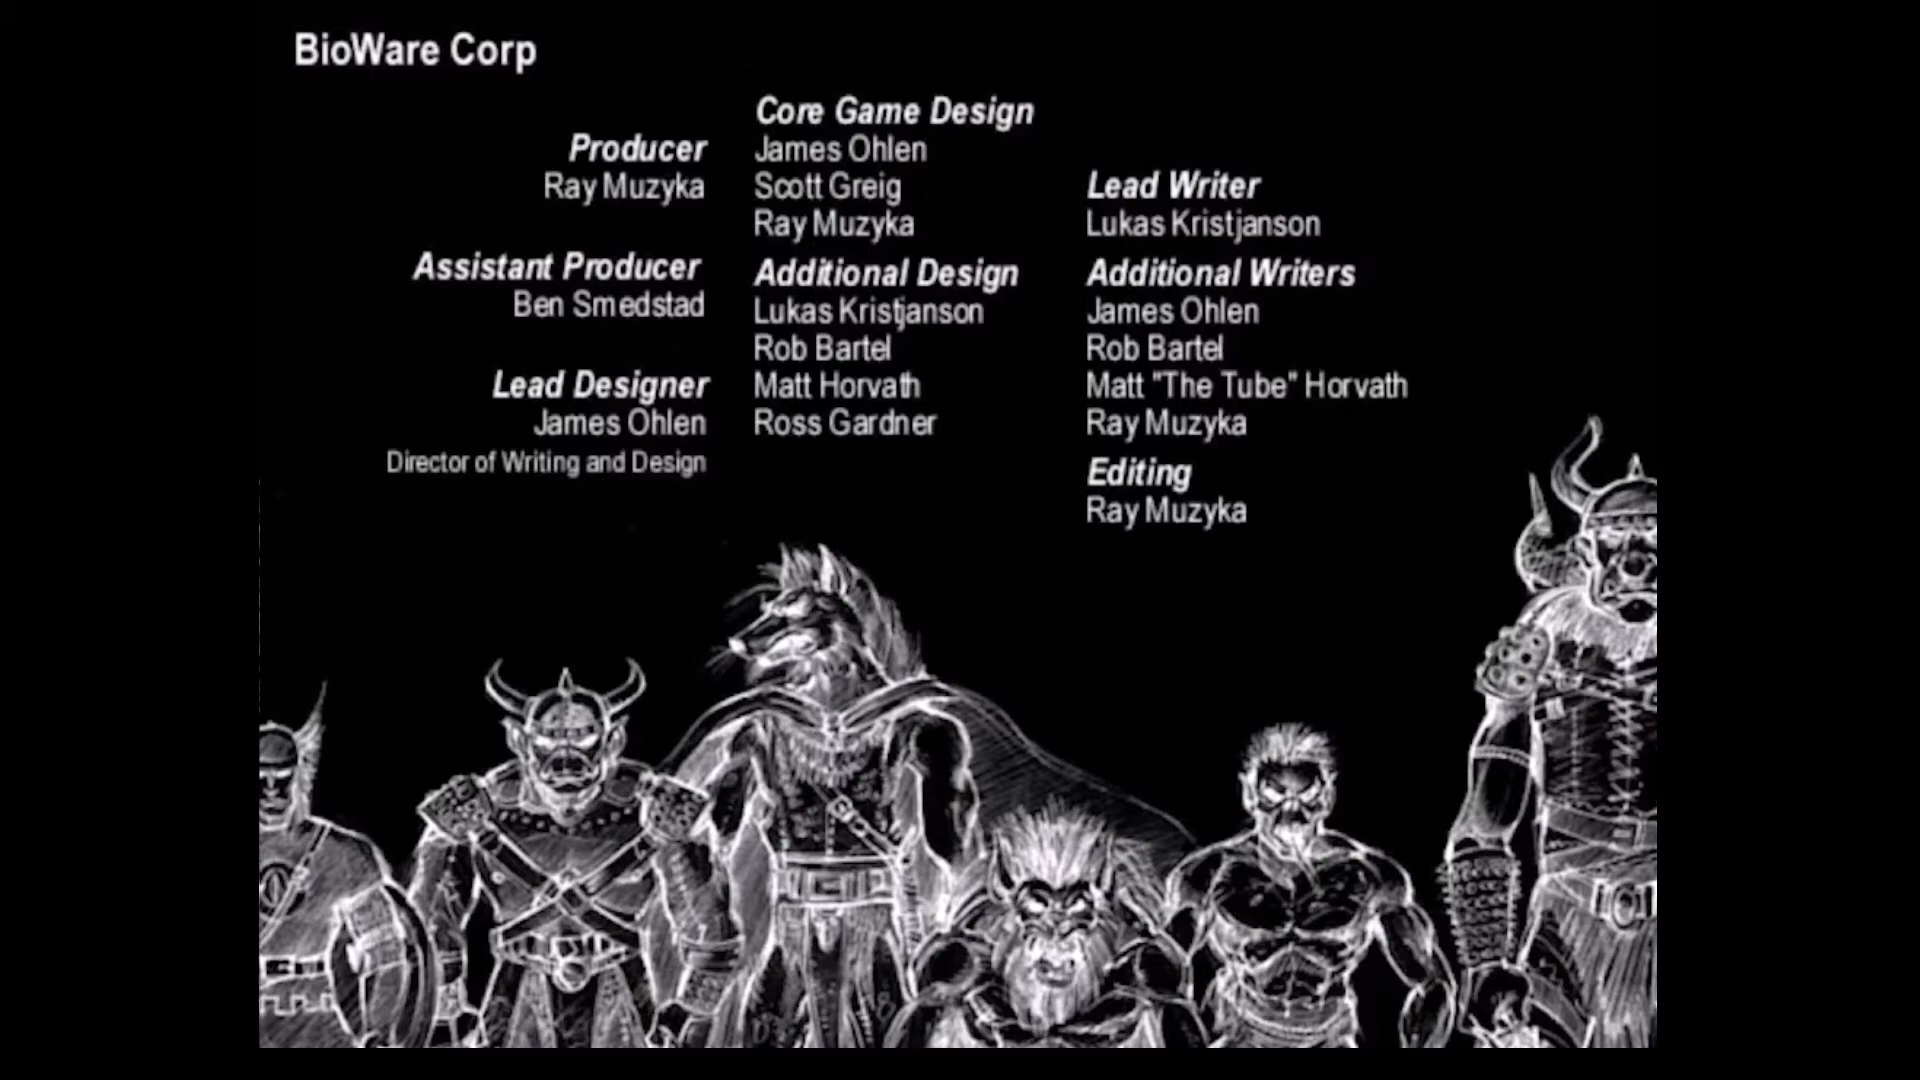 BioWare Corp
Producer
Ray Muzyka
Assistant Producer
Ben Smedstad
Lead Designer
James Ohlen
Director of Writing and Design
Core Game Design
James Ohlen
Scott Greig
Ray Muzyka
Additional Design
Lukas Kristjanson
Rob Bartel
Matt Horvath
Ross Gardner
Lead Writer
Lukas Kristjanson
Additional Writers
James Ohlen
Rob Bartel
Matt "The Tube" Horvath
Ray Muzyka
Editing
Ray Muzyka